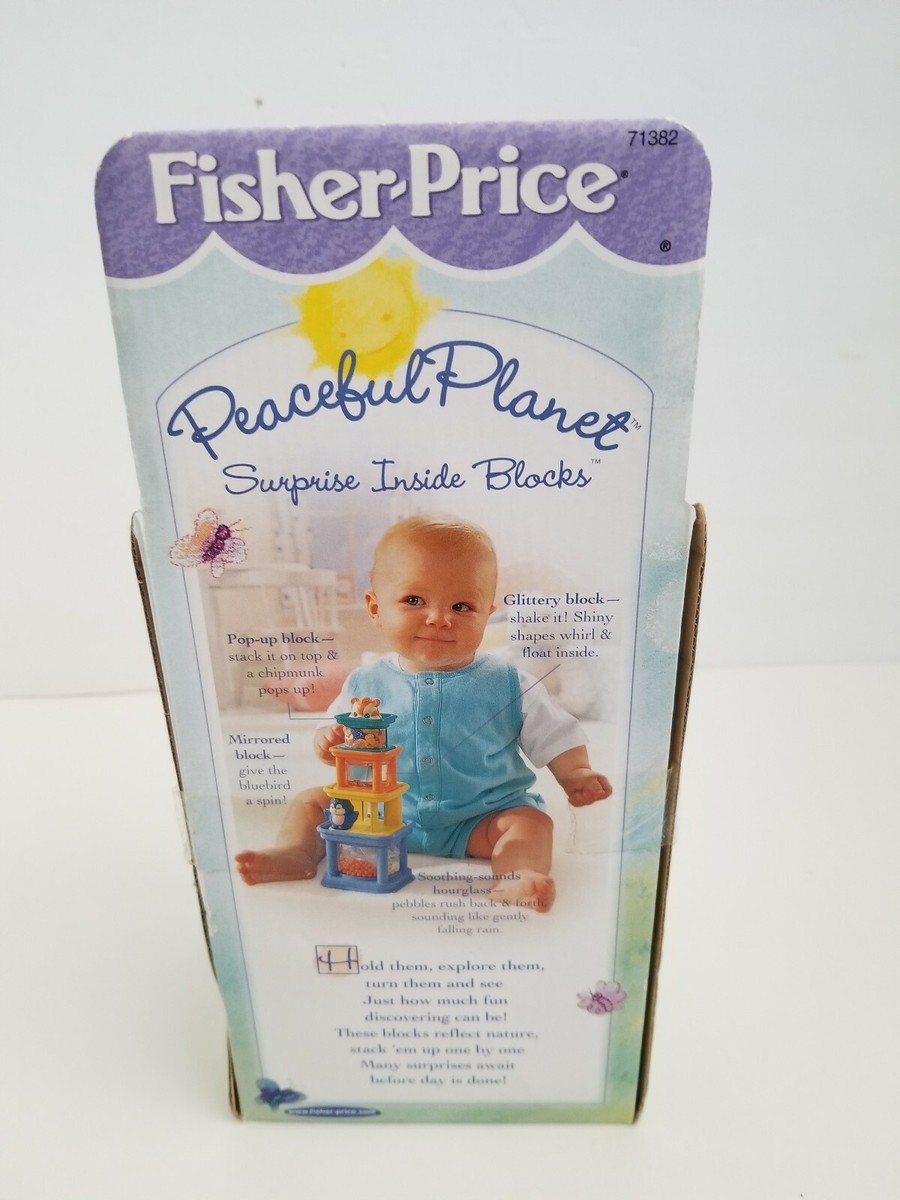 71382
Fisher-Price®
®
Peaceful Planet™
Surprise Inside Blocks™
Glittery block—
shake it! Shiny
shapes whirl &
float inside.
Pop-up block—
stack it on top &
a chipmunk
pops up!
Mirrored
block—
give the
bluebird
a spin!
Soothing-sounds
hourglass—
pebbles rush back & forth,
sounding like gently
falling rain.
Hold them, explore them,
turn them and see
Just how much fun
discovering can be!
These blocks reflect nature,
stack 'em up one by one
Many surprises await
before day is done!
www.fisher-price.com